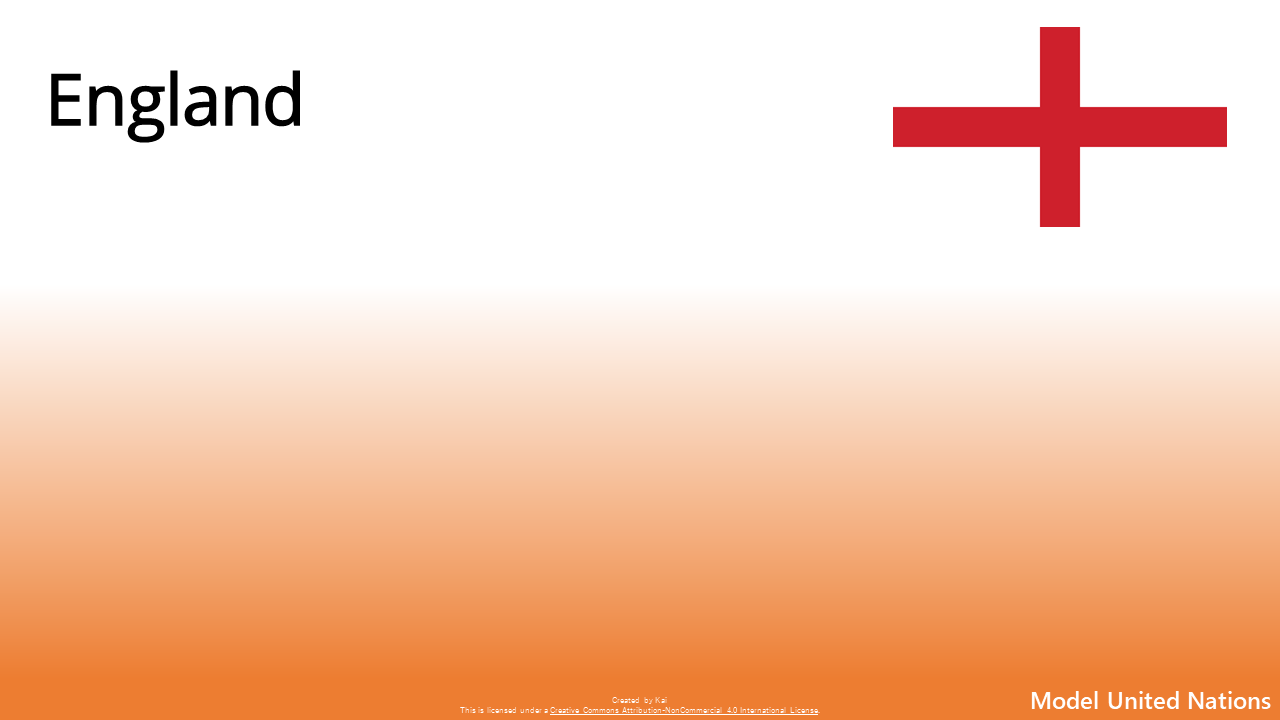 England
Created by Kai
This is licensed under a Creative Commons Attribution-NonCommercial 4.0 International License.
Model United Nations